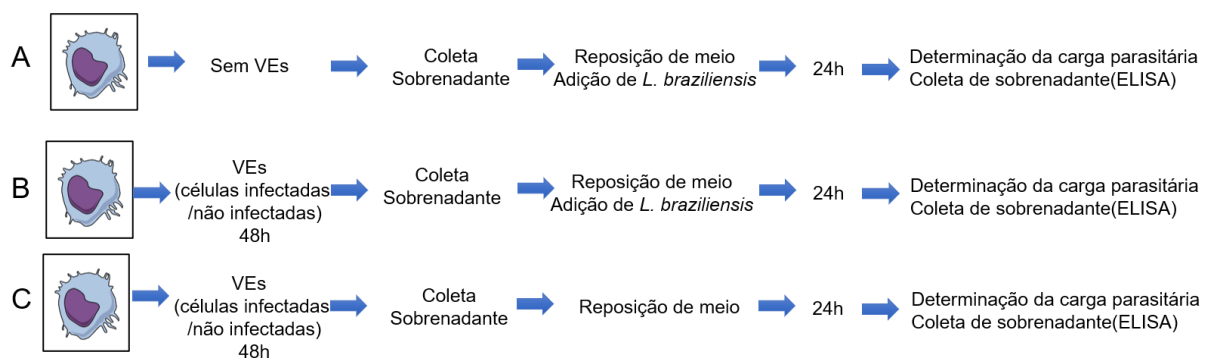 A
Sem VEs
Coleta
Sobrenadante
Reposição de meio
Adição de L. braziliensis
24h
Determinação da carga parasitária
Coleta de sobrenadante(ELISA)
B
VEs
(células infectadas
/não infectadas)
48h
Coleta
Sobrenadante
Reposição de meio
Adição de L. braziliensis
24h
Determinação da carga parasitária
Coleta de sobrenadante(ELISA)
C
VEs
(células infectadas
/não infectadas)
48h
Coleta
Sobrenadante
Reposição de meio
24h
Determinação da carga parasitária
Coleta de sobrenadante(ELISA)